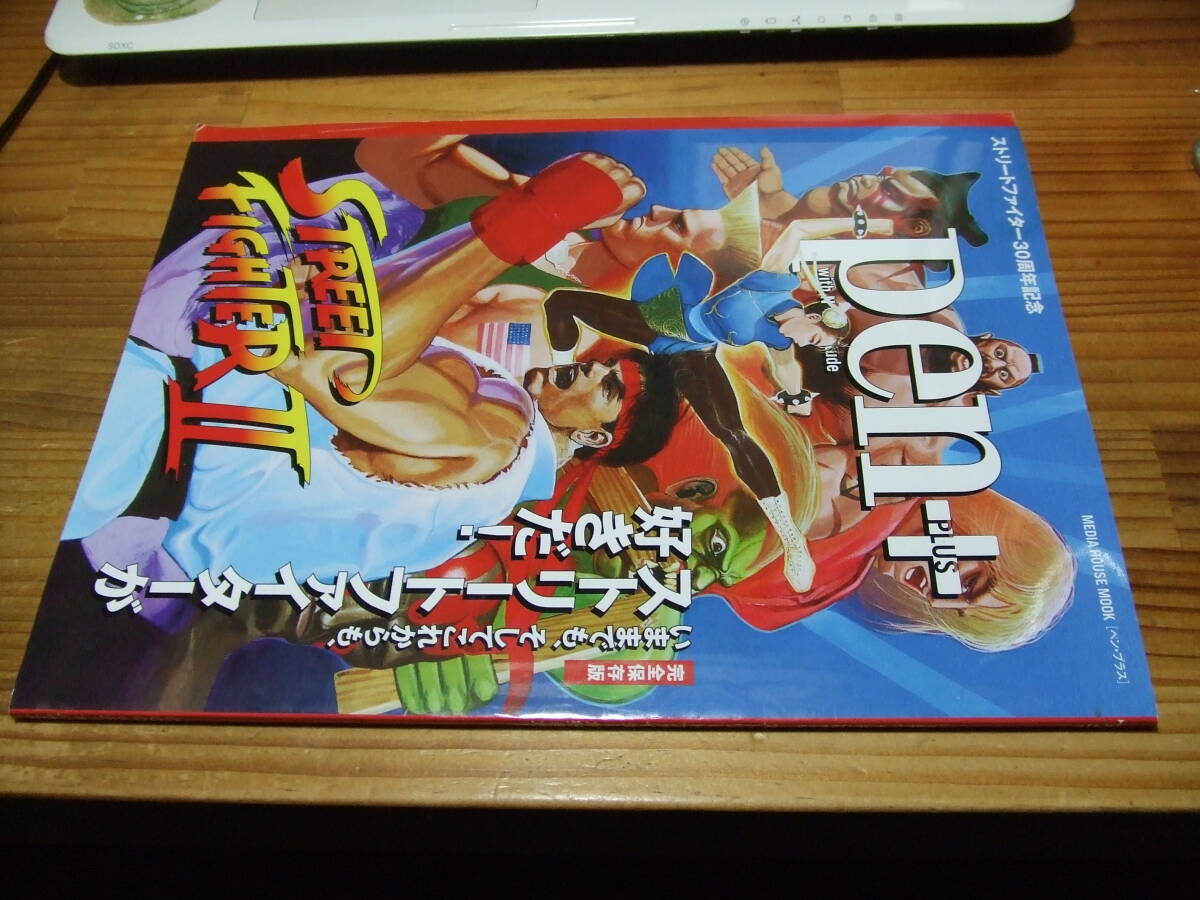 ストリートファイター30周年記念
pen
with
PLUS
MEDIA HOUSE MOOK [ペン・プラス]
完全保存版
いままでも、そしてこれからも、
ストリートファイターが
好きだー!
STREET
FIGHTER II
SDXC